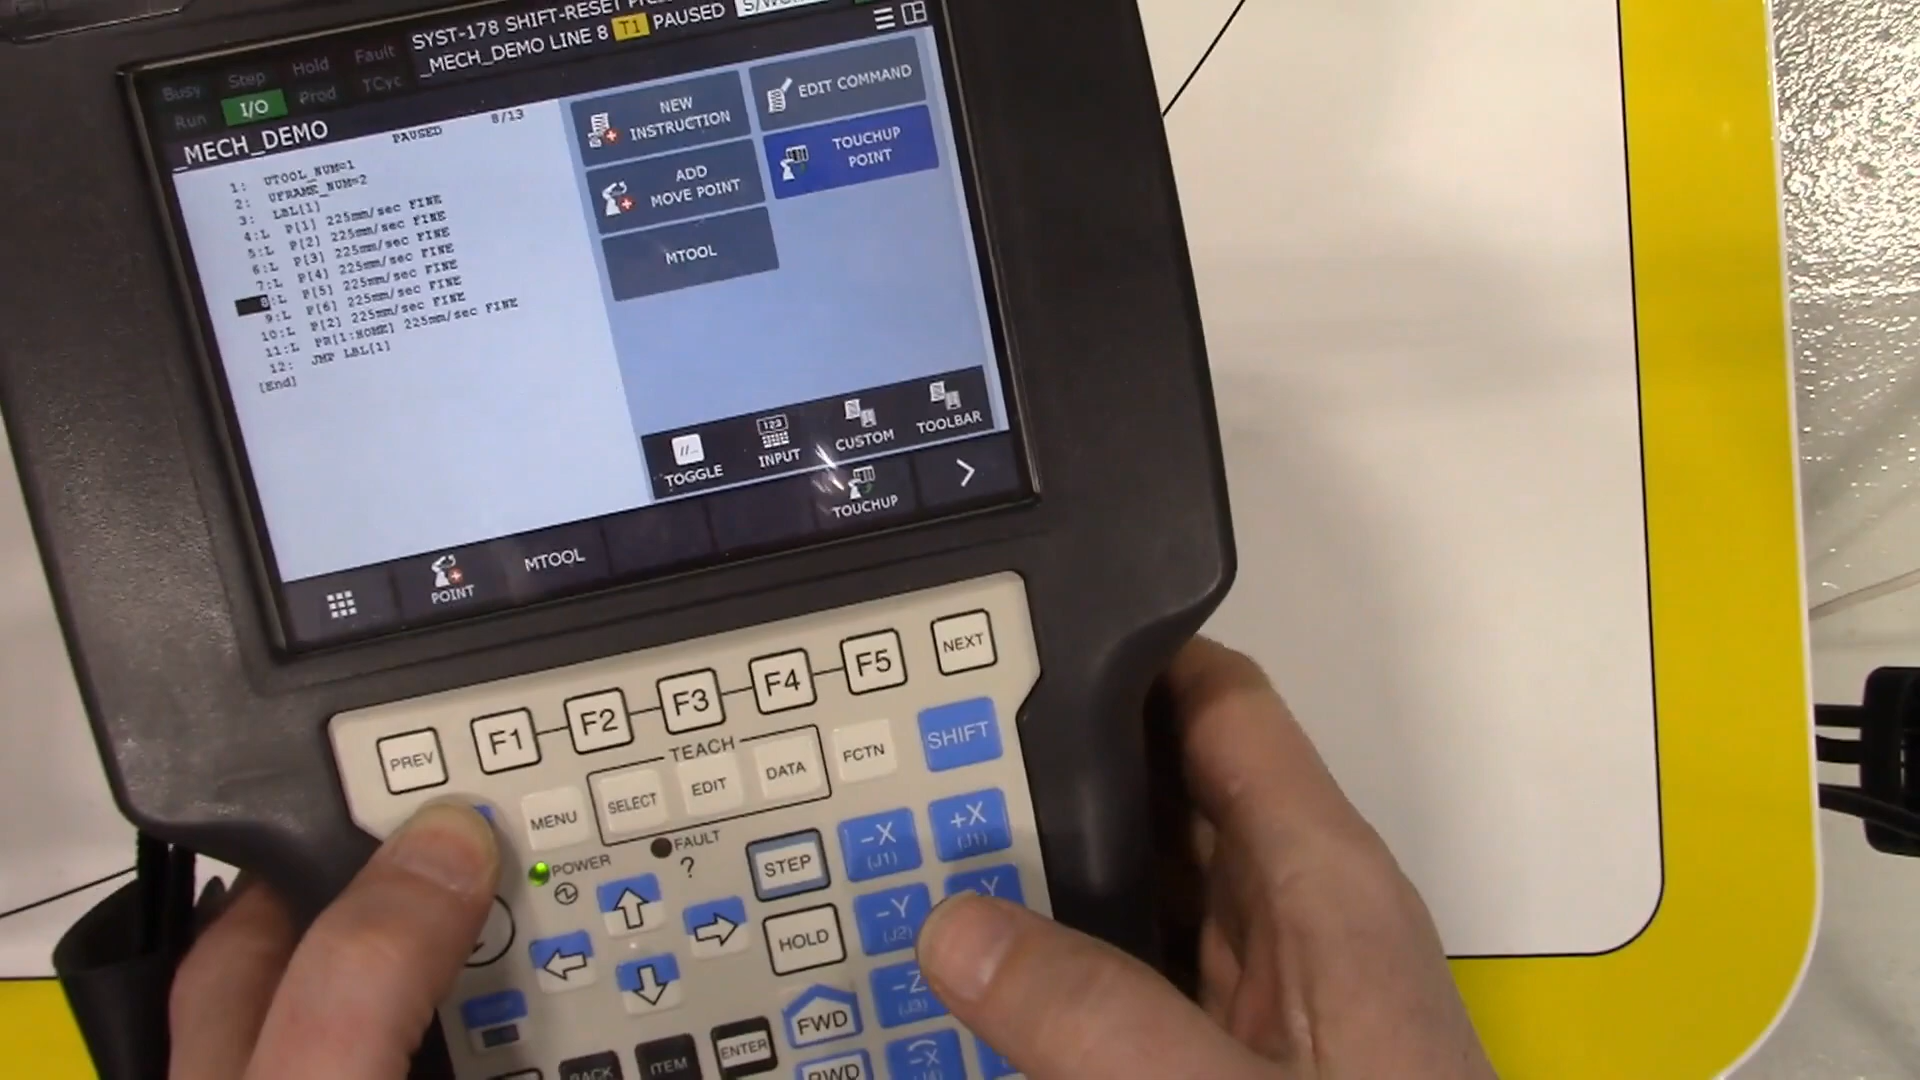 SYST-178 SHIFT-RESET
_MECH_DEMO LINE 8 T1 PAUSED
Busy Step Hold Fault
Run I/O Prod TCyc
_MECH_DEMO
PAUSED 8/13
1: UTOOL_NUM=1
2: UFRAME_NUM=2
3: LBL[1]
4:L P[1] 225mm/sec FINE
5:L P[2] 225mm/sec FINE
6:L P[3] 225mm/sec FINE
7:L P[4] 225mm/sec FINE
8:L P[5] 225mm/sec FINE
9:L P[6] 225mm/sec FINE
10:L P[2] 225mm/sec FINE
11:L PR[1:HOME] 225mm/sec FINE
12: JMP LBL[1]
[End]
NEW
INSTRUCTION
EDIT COMMAND
ADD
MOVE POINT
TOUCHUP
POINT
MTOOL
//...
TOGGLE
123
INPUT
CUSTOM
TOOLBAR
POINT
MTOOL
TOUCHUP
PREV
F1
F2
F3
F4
F5
NEXT
TEACH
MENU
SELECT
EDIT
DATA
FCTN
SHIFT
POWER
FAULT
?
STEP
HOLD
-X
(J1)
+X
(J1)
-Y
(J2)
-Z
(J3)
FWD
BACK
ITEM
ENTER
BWD
-X
(J4)